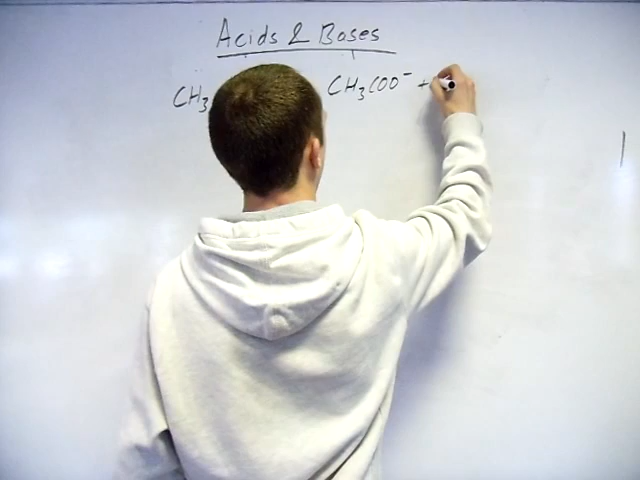 Acids & Bases
CH₃ CH₃COO⁻ +